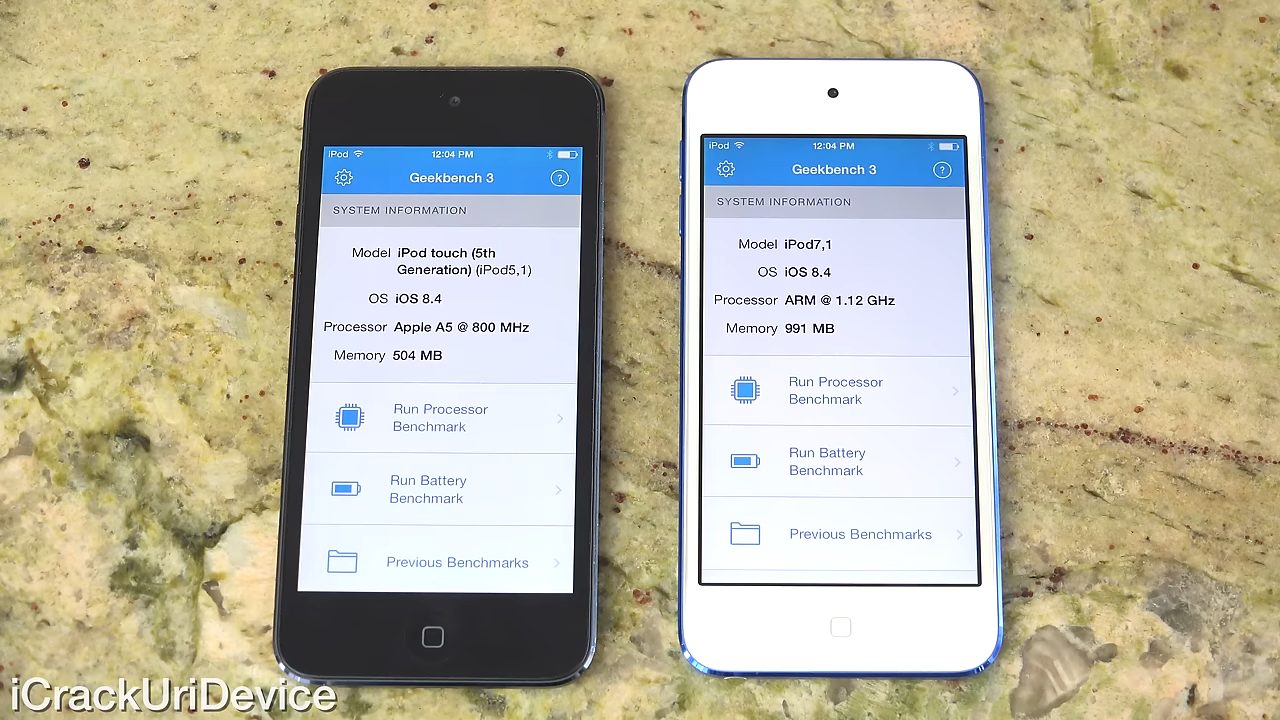 iPod
12:04 PM
Geekbench 3
?
SYSTEM INFORMATION
Model iPod touch (5th
Generation) (iPod5,1)
OS iOS 8.4
Processor Apple A5 @ 800 MHz
Memory 504 MB
Run Processor
Benchmark
Run Battery
Benchmark
Previous Benchmarks
iPod
12:04 PM
Geekbench 3
?
SYSTEM INFORMATION
Model iPod7,1
OS iOS 8.4
Processor ARM @ 1.12 GHz
Memory 991 MB
Run Processor
Benchmark
Run Battery
Benchmark
Previous Benchmarks
iCrackUriDevice